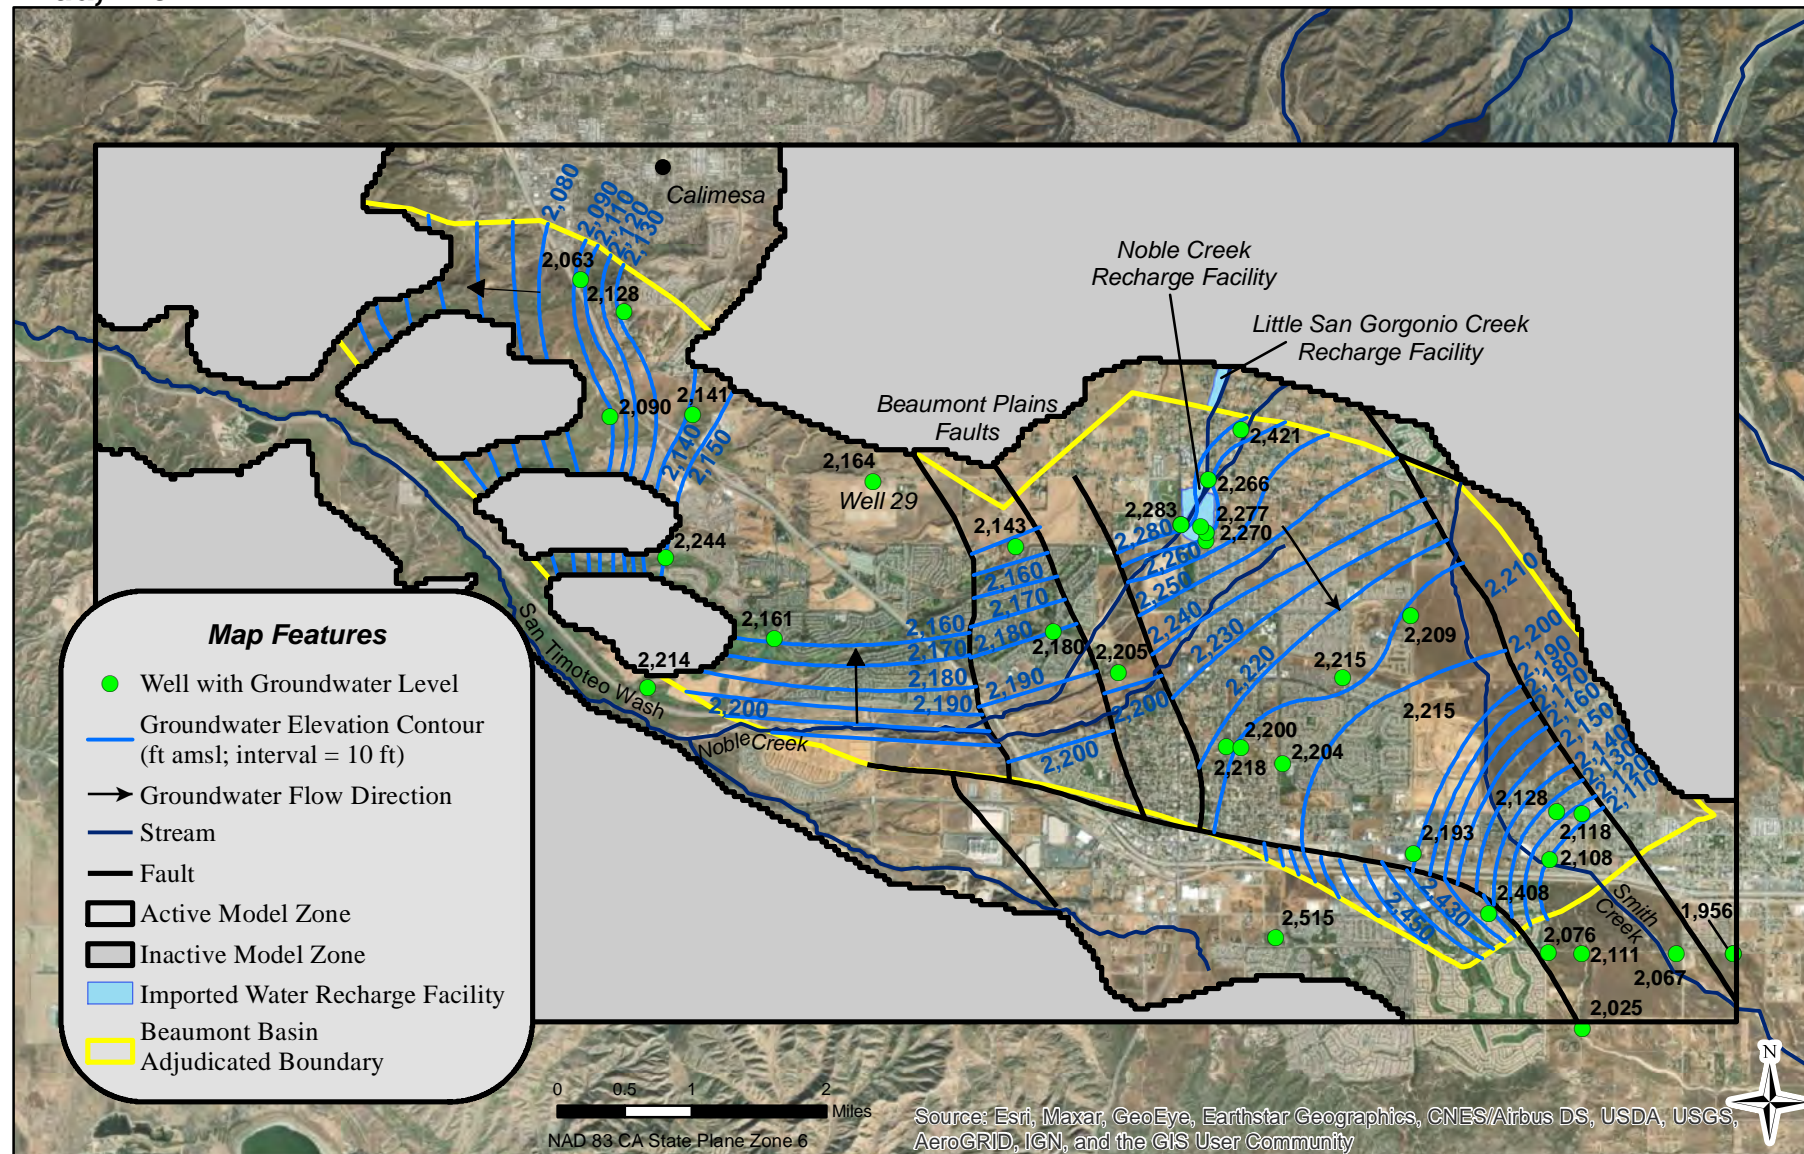 Calimesa
2,080
2,090
2,110
2,120
2,130
2,063
2,128
2,090
2,141
2,140
2,150
Noble Creek
Recharge Facility
Little San Gorgonio Creek
Recharge Facility
Beaumont Plains
Faults
2,164
Well 29
2,421
2,266
2,283
2,277
2,270
2,143
2,280
2,260
2,250
2,240
2,230
2,220
2,210
2,244
2,160
2,170
2,180
2,190
2,200
2,161
2,160
2,170
2,180
2,190
2,200
2,180
2,205
2,200
2,209
2,215
2,215
2,214
San Timoteo Wash
Noble Creek
2,200
2,218
2,204
2,200
2,190
2,180
2,170
2,160
2,150
2,140
2,130
2,120
2,110
2,128
2,118
2,108
2,193
2,408
2,430
2,450
2,515
Smith
Creek
1,956
2,076
2,111
2,067
2,025
Map Features
Well with Groundwater Level
Groundwater Elevation Contour
(ft amsl; interval = 10 ft)
Groundwater Flow Direction
Stream
Fault
Active Model Zone
Inactive Model Zone
Imported Water Recharge Facility
Beaumont Basin
Adjudicated Boundary
0 0.5 1 2
Miles
NAD 83 CA State Plane Zone 6
N
Source: Esri, Maxar, GeoEye, Earthstar Geographics, CNES/Airbus DS, USDA, USGS,
AeroGRID, IGN, and the GIS User Community